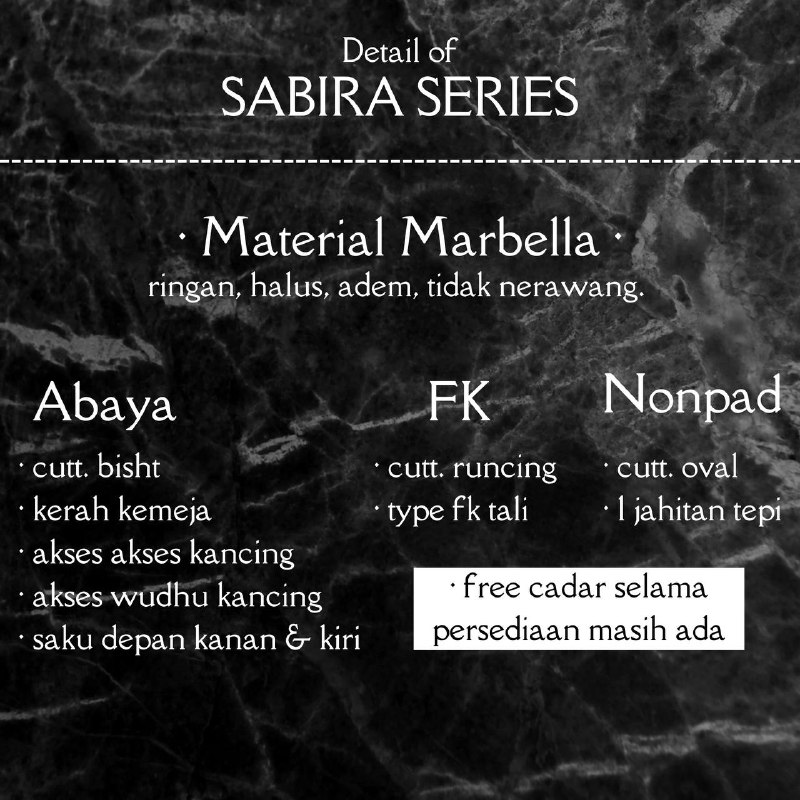 Detail of
SABIRA SERIES
· Material Marbella ·
ringan, halus, adem, tidak nerawang.
Abaya
· cutt. bisht
· kerah kemeja
· akses akses kancing
· akses wudhu kancing
· saku depan kanan & kiri
FK
· cutt. runcing
· type fk tali
Nonpad
· cutt. oval
· 1 jahitan tepi
· free cadar selama
persediaan masih ada